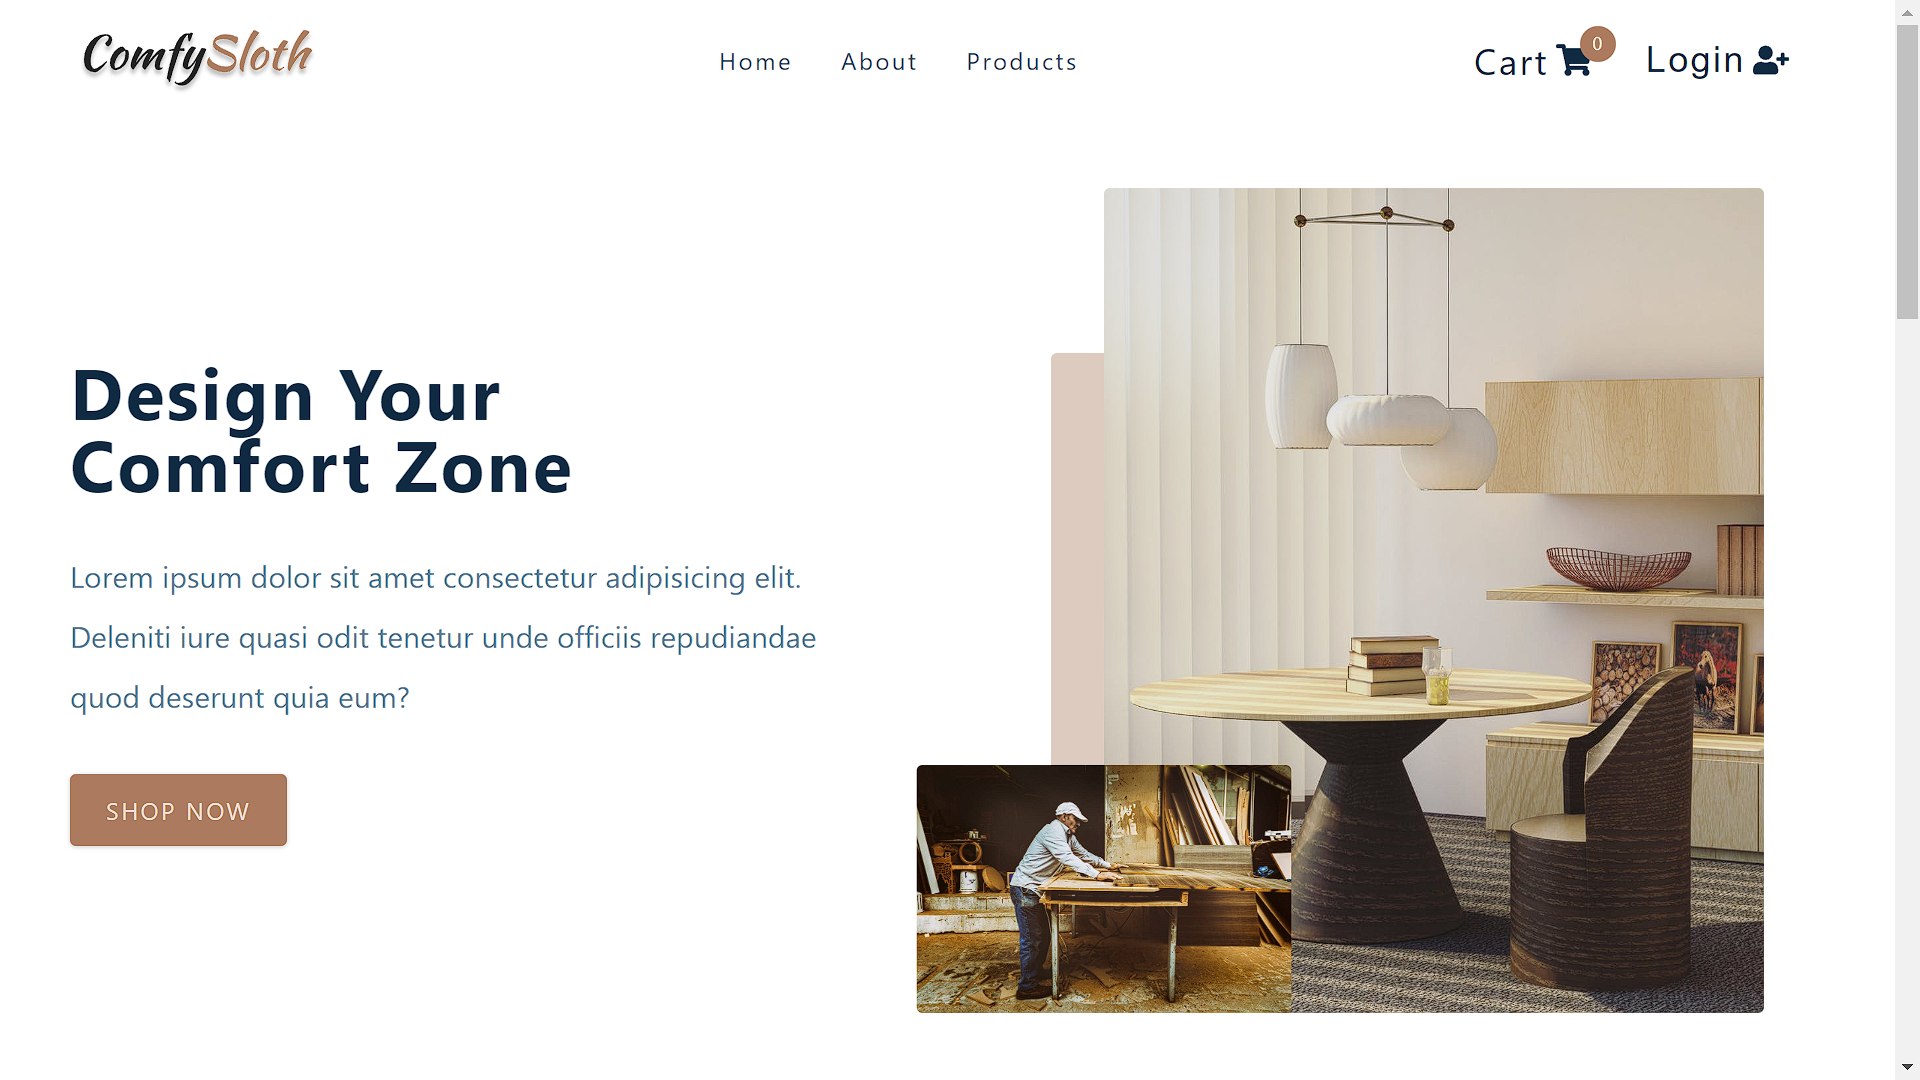 ComfySloth
Home About Products
Cart 0 Login
Design Your
Comfort Zone
Lorem ipsum dolor sit amet consectetur adipisicing elit.
Deleniti iure quasi odit tenetur unde officiis repudiandae
quod deserunt quia eum?
SHOP NOW